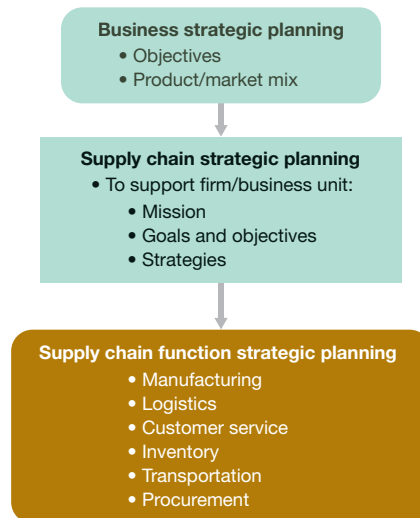 Business strategic planning
• Objectives
• Product/market mix
Supply chain strategic planning
• To support firm/business unit:
• Mission
• Goals and objectives
• Strategies
Supply chain function strategic planning
• Manufacturing
• Logistics
• Customer service
• Inventory
• Transportation
• Procurement